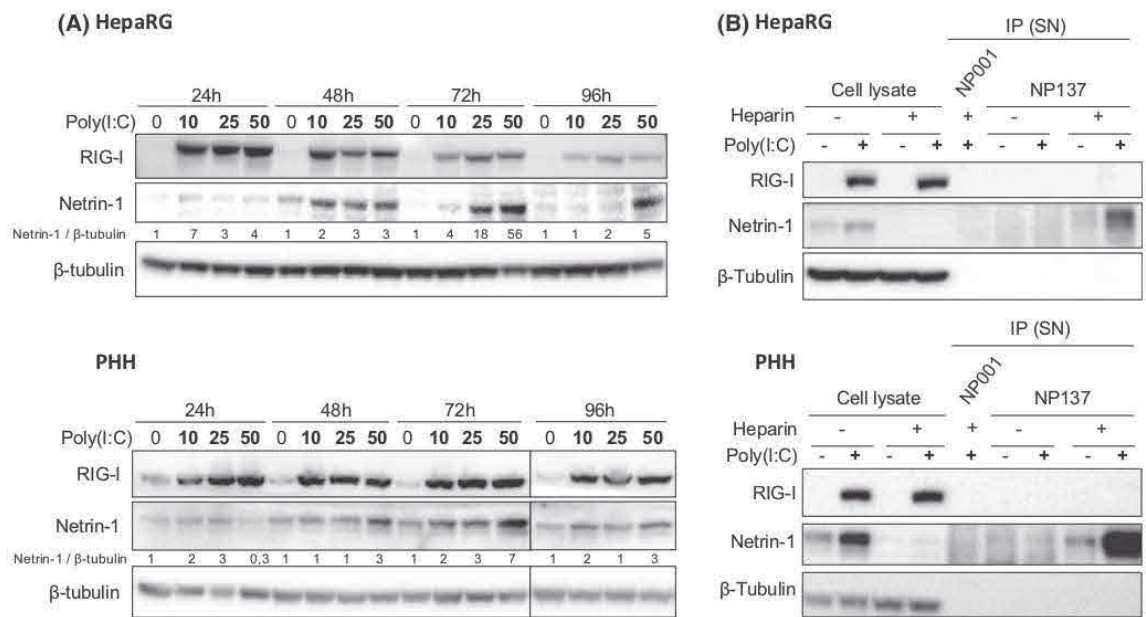 (A) HepaRG
24h 48h 72h 96h
Poly(I:C) 0 10 25 50 0 10 25 50 0 10 25 50 0 10 25 50
RIG-I
Netrin-1
Netrin-1 / β-tubulin 1 7 3 4 1 2 3 3 1 4 18 56 1 1 2 5
β-tubulin
PHH
24h 48h 72h 96h
Poly(I:C) 0 10 25 50 0 10 25 50 0 10 25 50 0 10 25 50
RIG-I
Netrin-1
Netrin-1 / β-tubulin 1 2 3 0,3 1 1 1 3 1 2 3 7 1 2 1 3
β-tubulin
(B) HepaRG
IP (SN)
Cell lysate NP001 NP137
Heparin - + + - +
Poly(I:C) - + - + + - + - +
RIG-I
Netrin-1
β-Tubulin
IP (SN)
PHH
Cell lysate NP001 NP137
Heparin - + + - +
Poly(I:C) - + - + + - + - +
RIG-I
Netrin-1
β-Tubulin